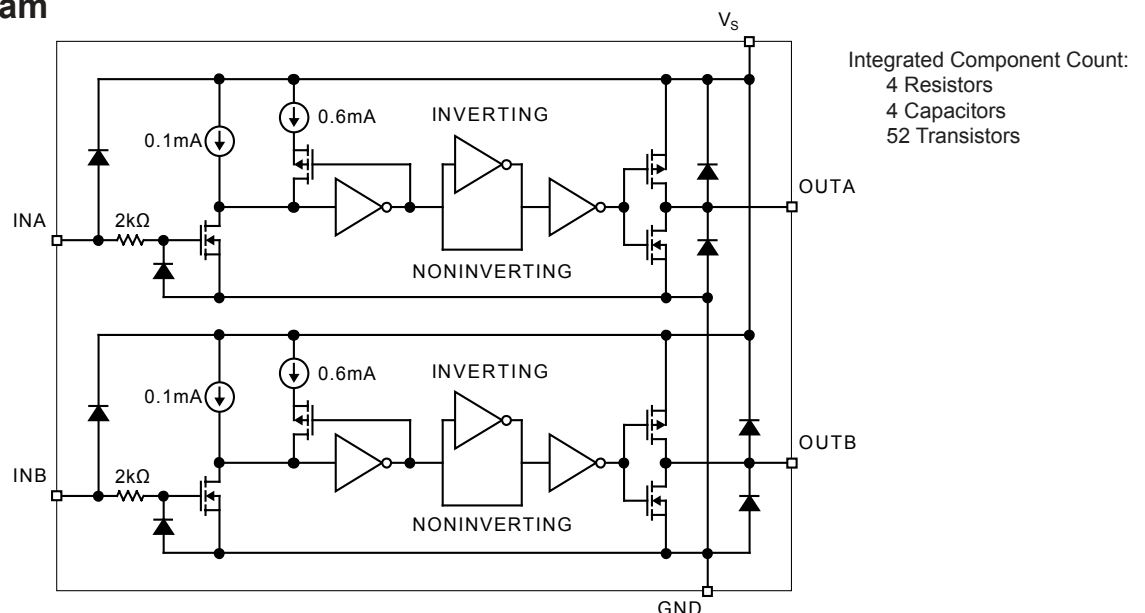 am
V_S
Integrated Component Count:
4 Resistors
4 Capacitors
52 Transistors
0.6mA
INVERTING
0.1mA
OUTA
INA
2kΩ
NONINVERTING
0.6mA
INVERTING
0.1mA
OUTB
INB
2kΩ
NONINVERTING
GND